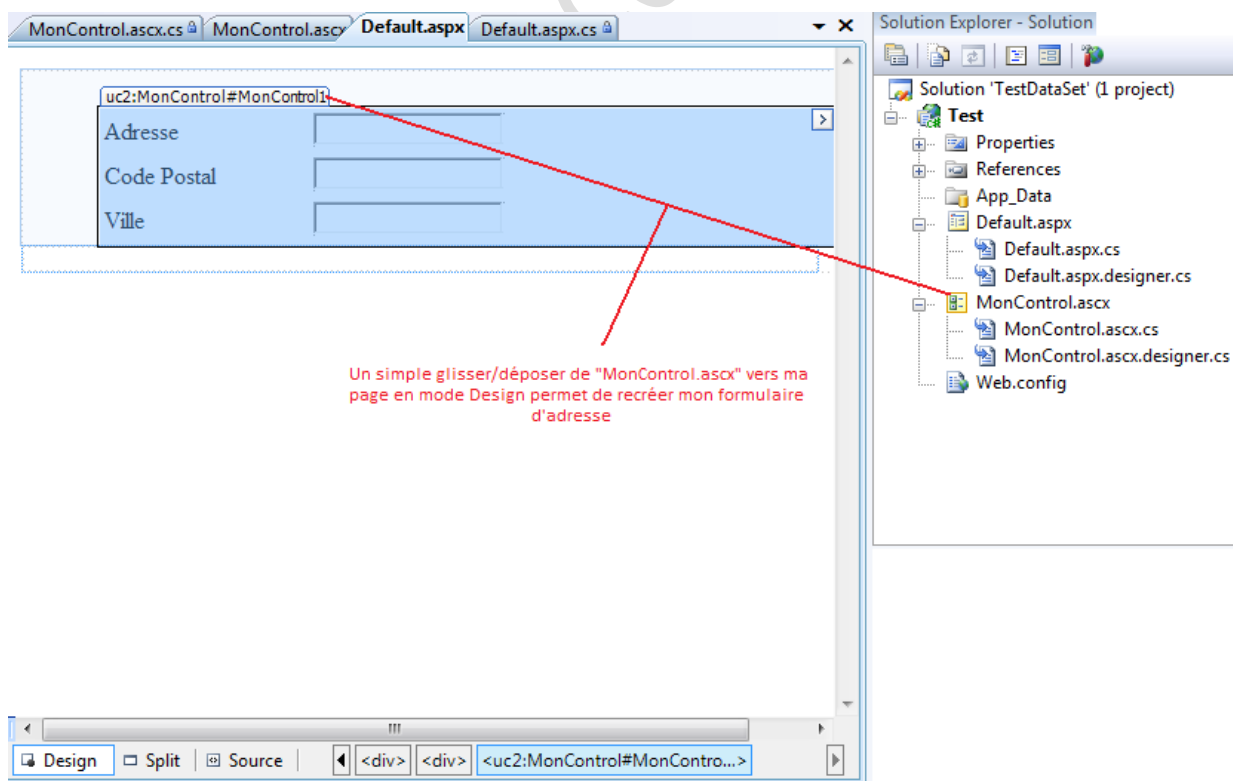 MonControl.ascx.cs MonControl.ascx Default.aspx Default.aspx.cs
uc2:MonControl#MonControl1
Adresse
Code Postal
Ville
Un simple glisser/déposer de "MonControl.ascx" vers ma
page en mode Design permet de recréer mon formulaire
d'adresse
Design Split Source <div> <div> <uc2:MonControl#MonContro...>
Solution Explorer - Solution
Solution 'TestDataSet' (1 project)
Test
Properties
References
App_Data
Default.aspx
Default.aspx.cs
Default.aspx.designer.cs
MonControl.ascx
MonControl.ascx.cs
MonControl.ascx.designer.cs
Web.config